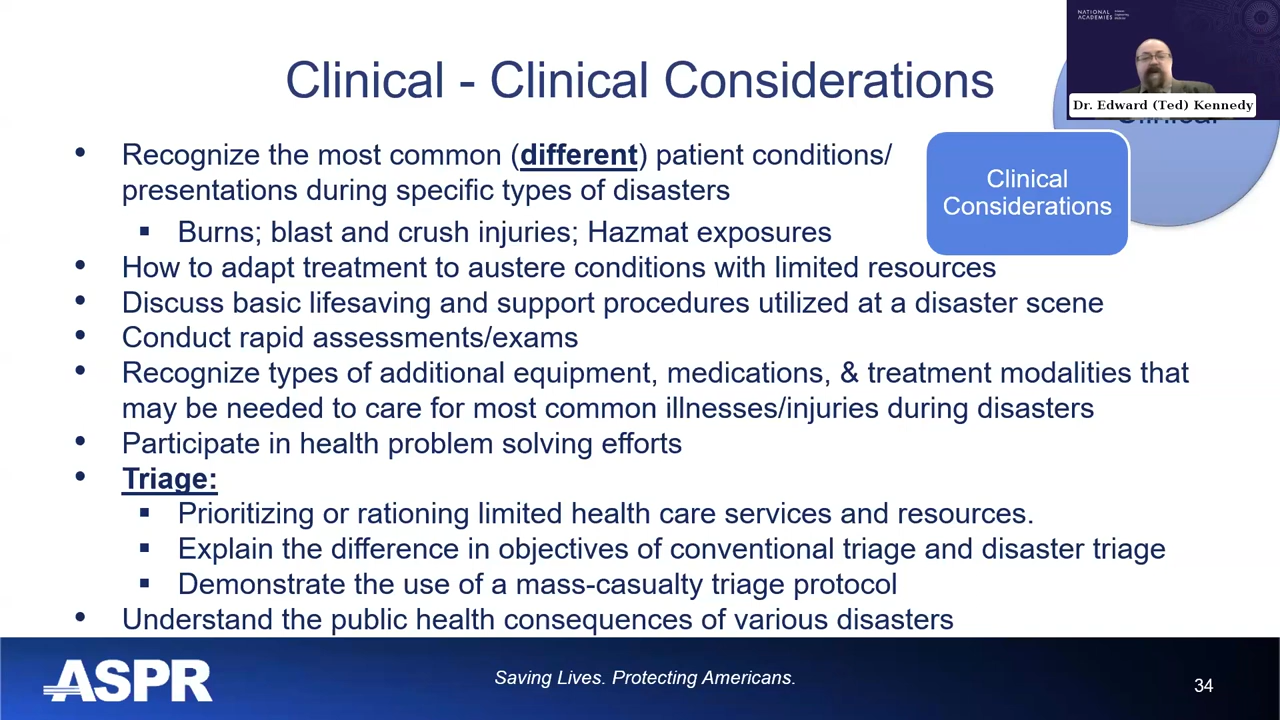 NATIONAL
ACADEMIES
Dr. Edward (Ted) Kennedy
Clinical - Clinical Considerations
Clinical
Clinical
Considerations
• Recognize the most common (different) patient conditions/
presentations during specific types of disasters
▪ Burns; blast and crush injuries; Hazmat exposures
• How to adapt treatment to austere conditions with limited resources
• Discuss basic lifesaving and support procedures utilized at a disaster scene
• Conduct rapid assessments/exams
• Recognize types of additional equipment, medications, & treatment modalities that
may be needed to care for most common illnesses/injuries during disasters
• Participate in health problem solving efforts
• Triage:
▪ Prioritizing or rationing limited health care services and resources.
▪ Explain the difference in objectives of conventional triage and disaster triage
▪ Demonstrate the use of a mass-casualty triage protocol
• Understand the public health consequences of various disasters
ASPR
Saving Lives. Protecting Americans.
34